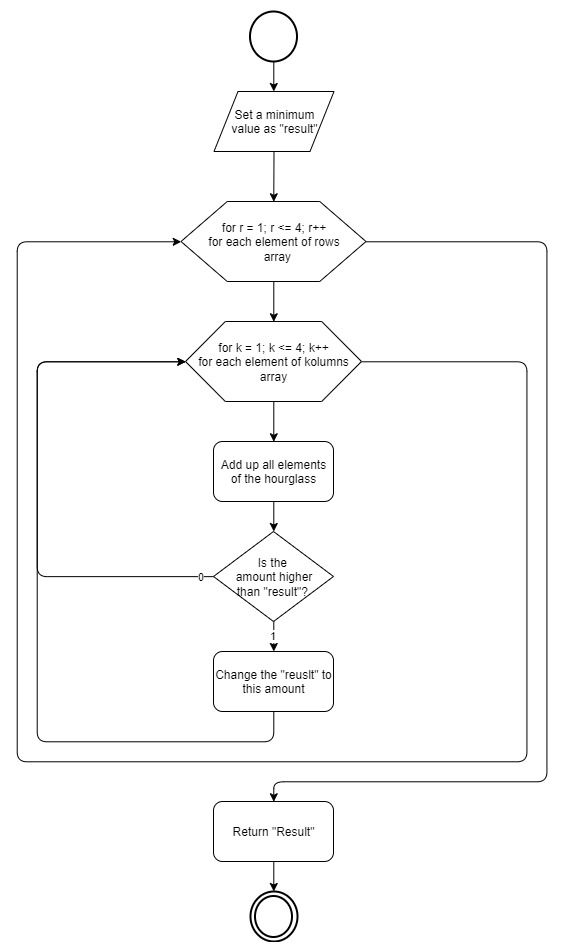 Set a minimum
value as "result"
for r = 1; r <= 4; r++
for each element of rows
array
for k = 1; k <= 4; k++
for each element of kolumns
array
Add up all elements
of the hourglass
Is the
amount higher
than "result"?
0
1
Change the "reuslt" to
this amount
Return "Result"